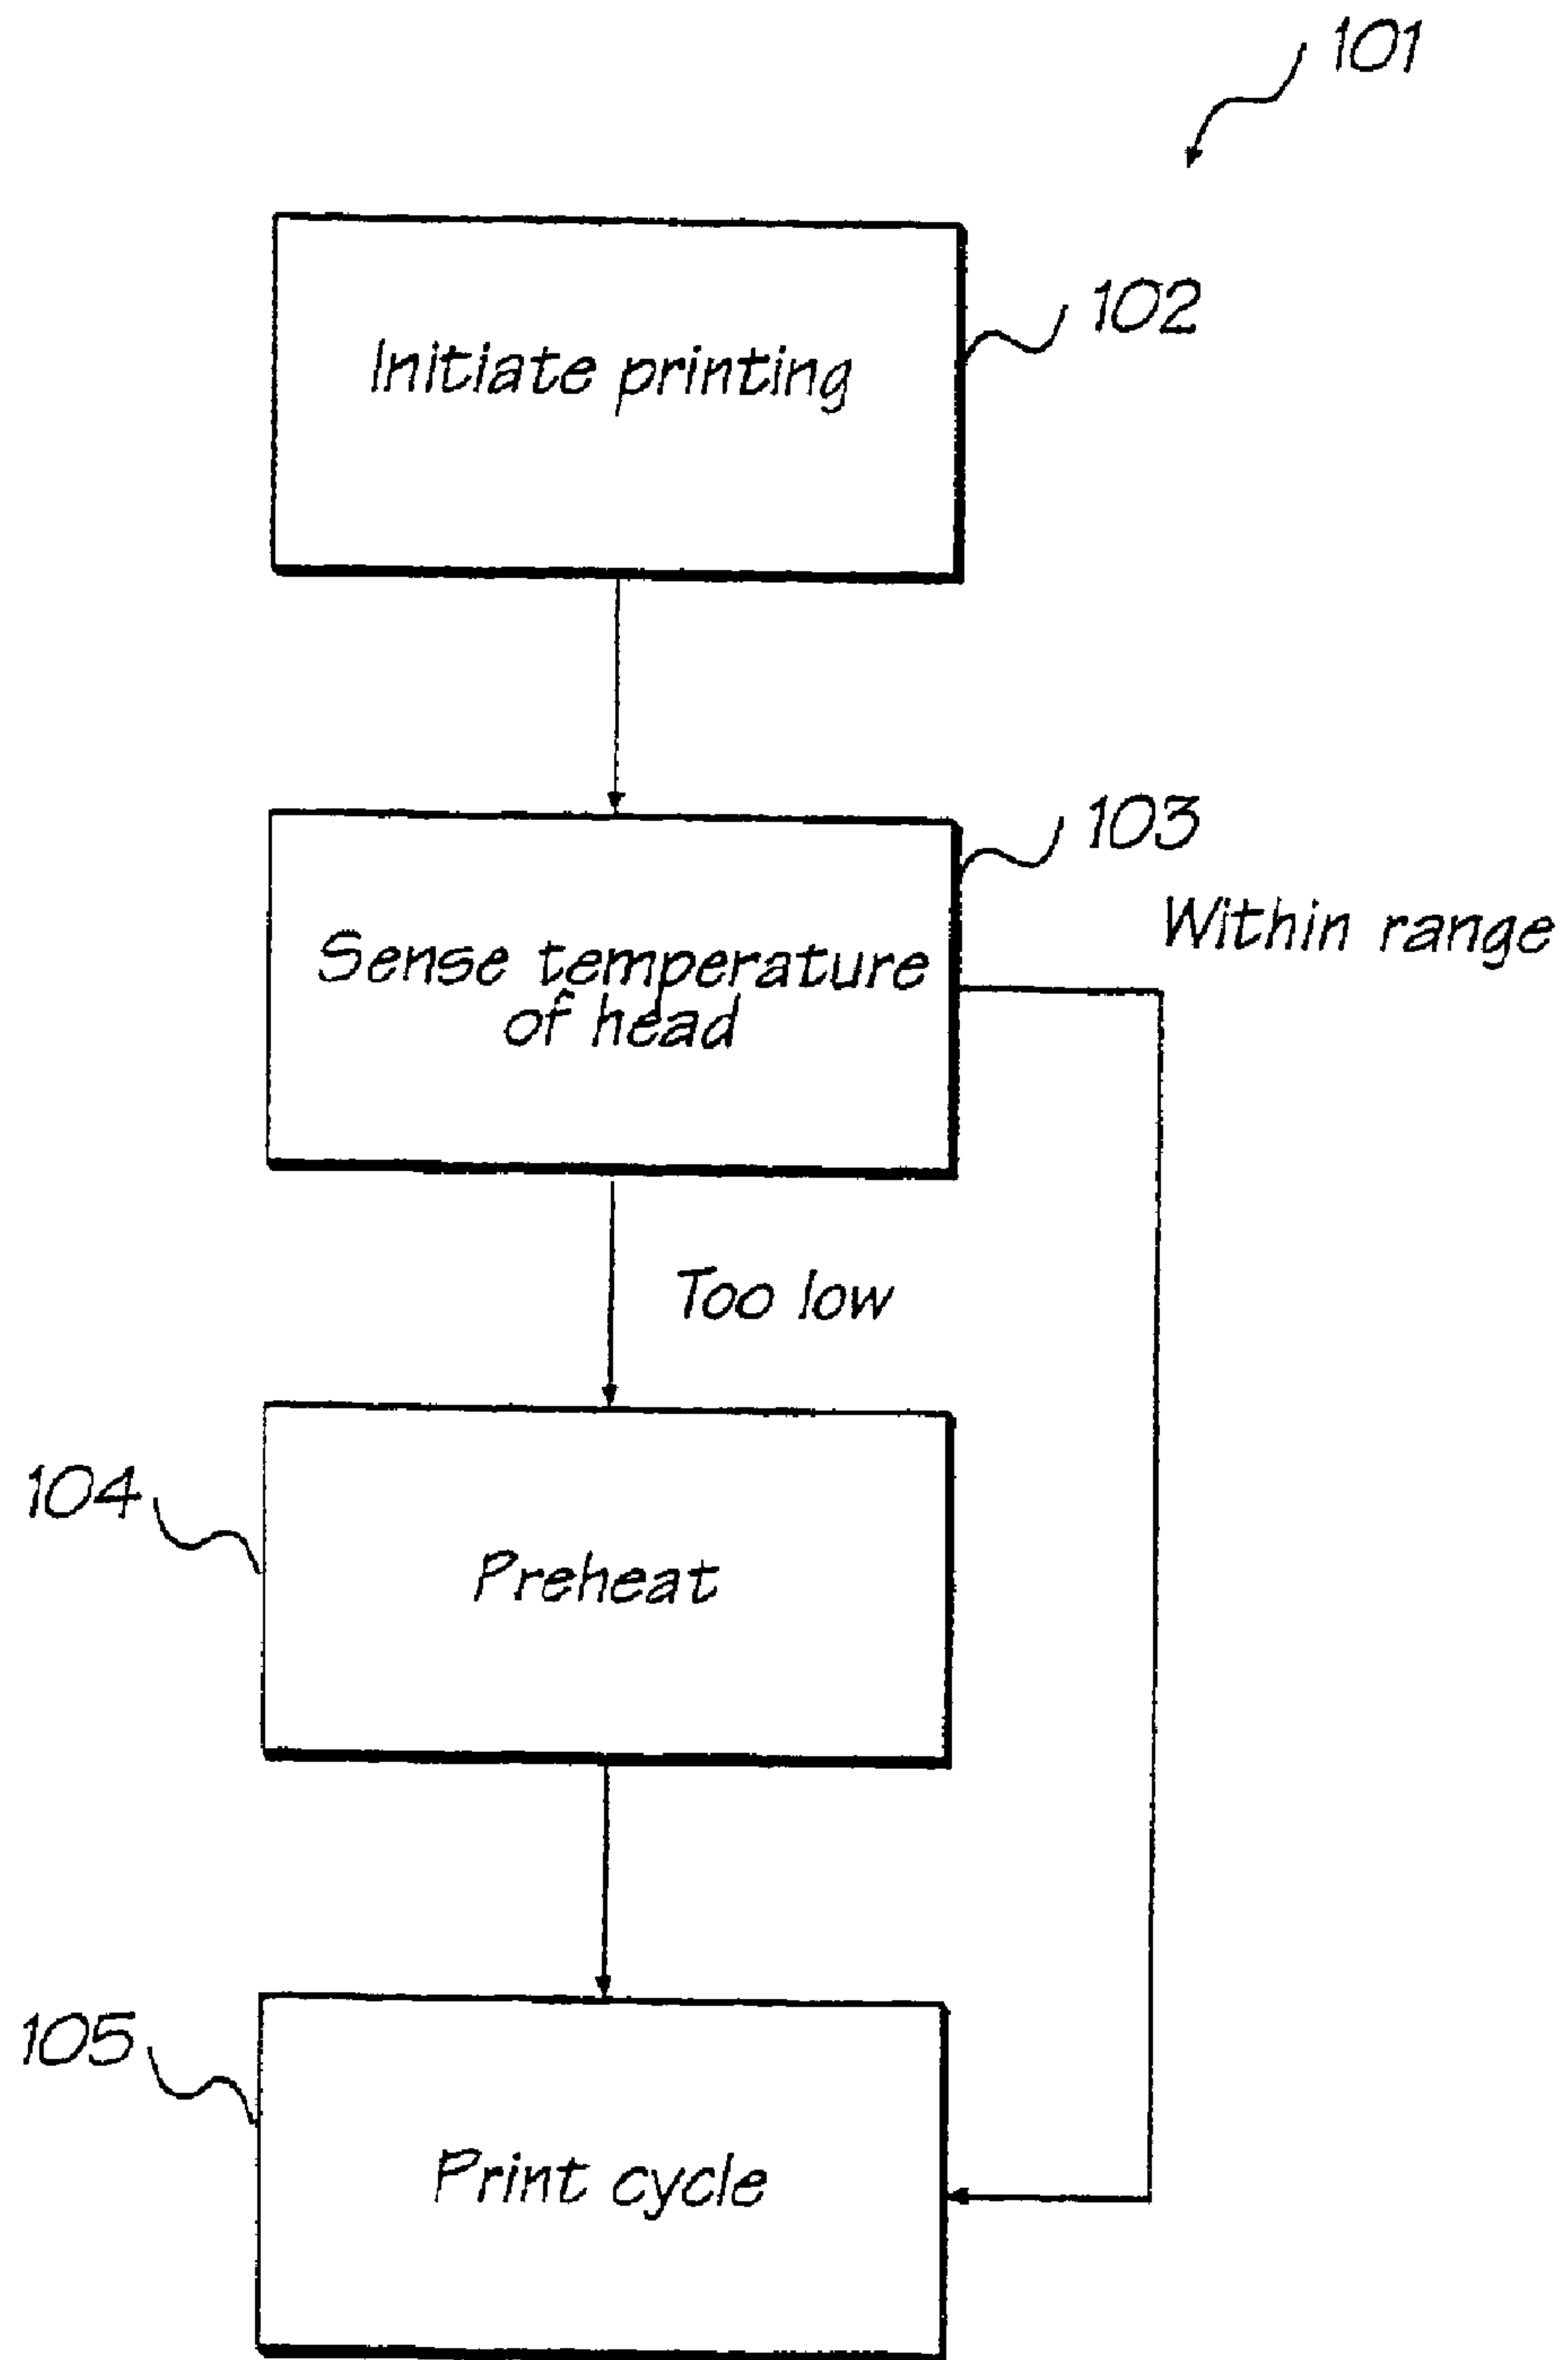 101
Initiate printing
102
103
Within range
Sense temperature
of head
Too low
104
Preheat
105
Print cycle